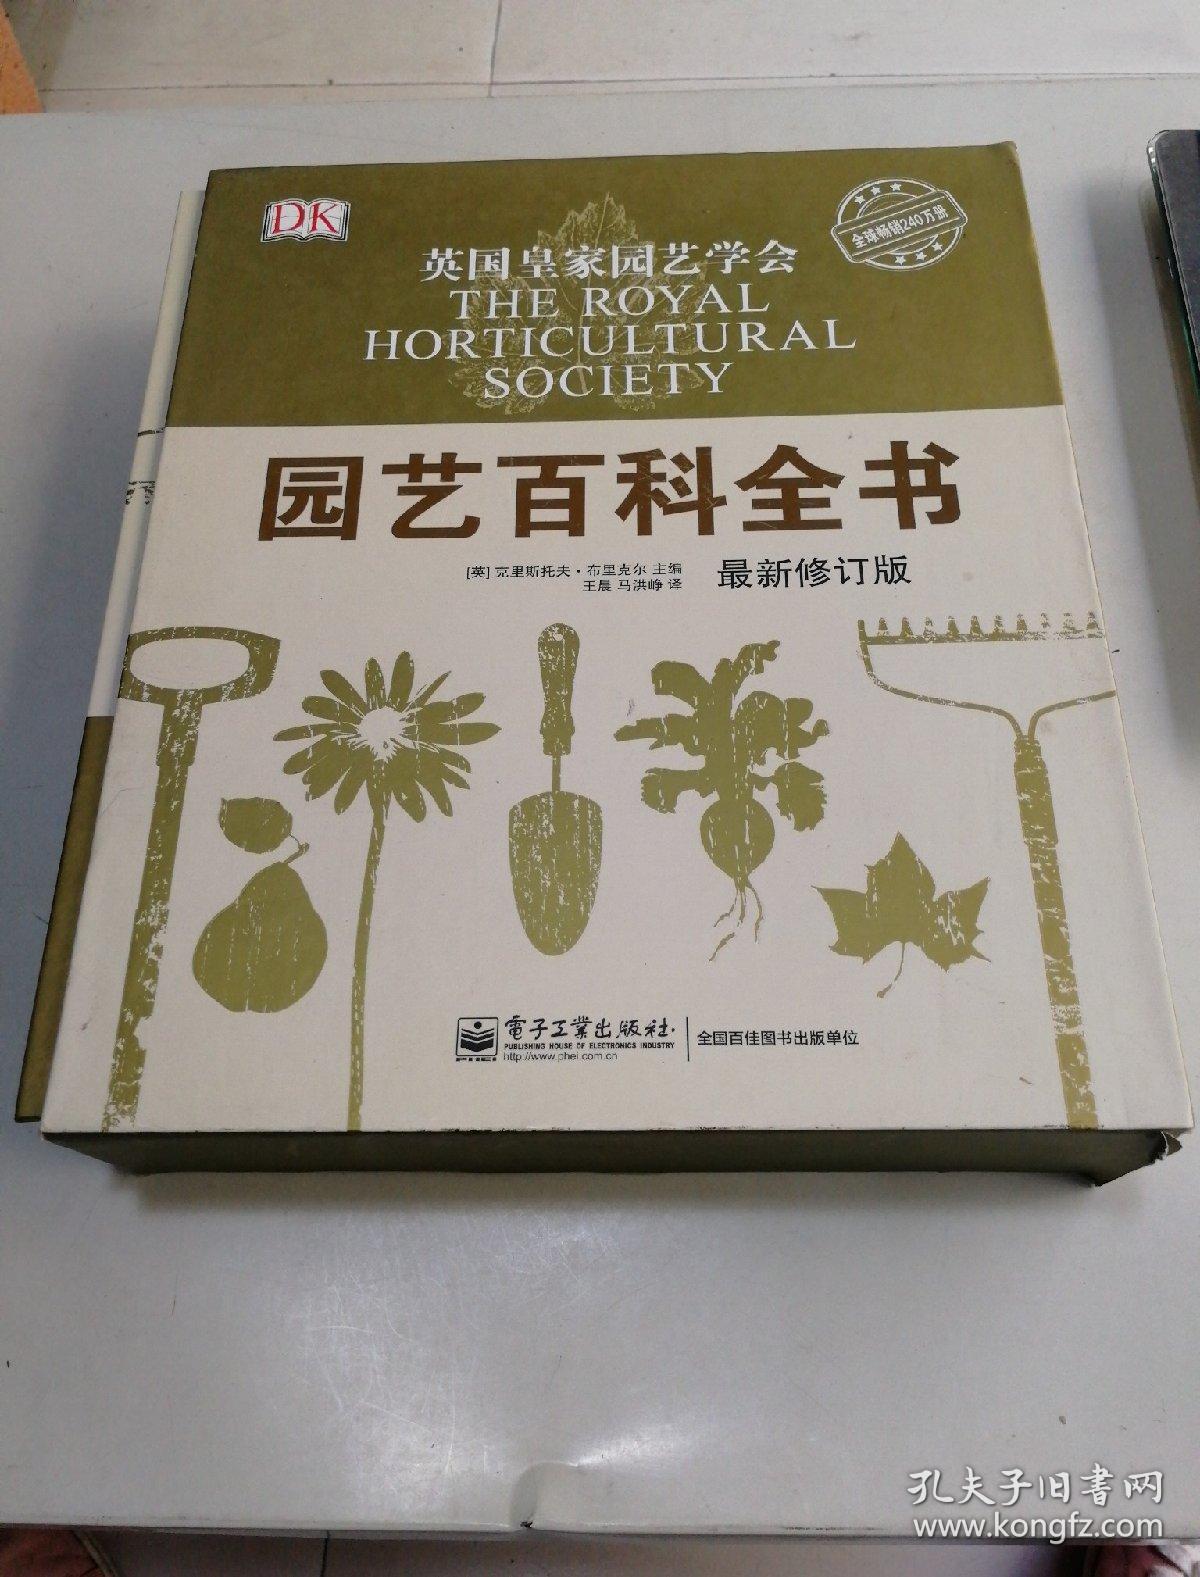 DK
全球畅销240万册
英国皇家园艺学会
THE ROYAL
HORTICULTURAL
SOCIETY
园艺百科全书
[英] 克里斯托夫·布里克尔 主编
王晨 马洪峥 译
最新修订版
電子工業出版社
PUBLISHING HOUSE OF ELECTRONICS INDUSTRY
http://www.phei.com.cn
全国百佳图书出版单位
孔夫子旧书网
www.kongfz.com